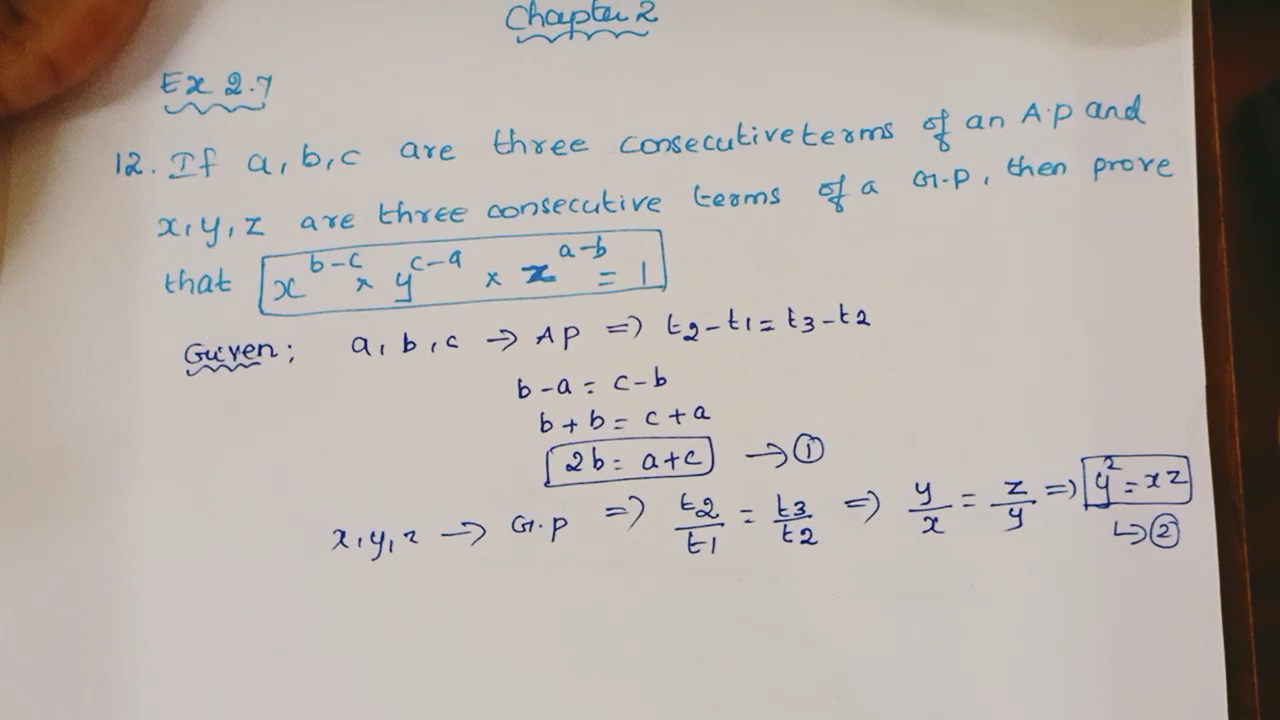 Chapter 2
Ex 2.7
12. If a, b, c are three consecutive terms of an A.P and
x, y, z are three consecutive terms of a G.P, then prove
that x^{b-c} × y^{c-a} × z^{a-b} = 1
Given; a, b, c → AP => t2 - t1 = t3 - t2
b - a = c - b
b + b = c + a
2b = a + c → ①
x, y, z → G.P => t2/t1 = t3/t2 => y/x = z/y => y² = xz
↳ ②